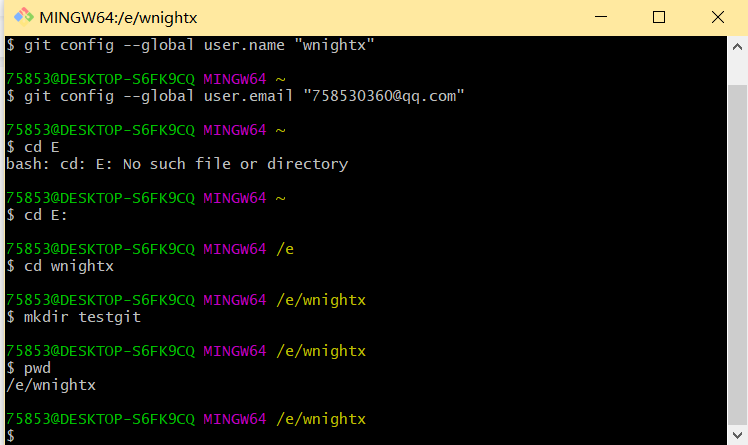 MINGW64:/e/wnightx
$ git config --global user.name "wnightx"
75853@DESKTOP-S6FK9CQ MINGW64 ~
$ git config --global user.email "758530360@qq.com"
75853@DESKTOP-S6FK9CQ MINGW64 ~
$ cd E
bash: cd: E: No such file or directory
75853@DESKTOP-S6FK9CQ MINGW64 ~
$ cd E:
75853@DESKTOP-S6FK9CQ MINGW64 /e
$ cd wnightx
75853@DESKTOP-S6FK9CQ MINGW64 /e/wnightx
$ mkdir testgit
75853@DESKTOP-S6FK9CQ MINGW64 /e/wnightx
$ pwd
/e/wnightx
75853@DESKTOP-S6FK9CQ MINGW64 /e/wnightx
$